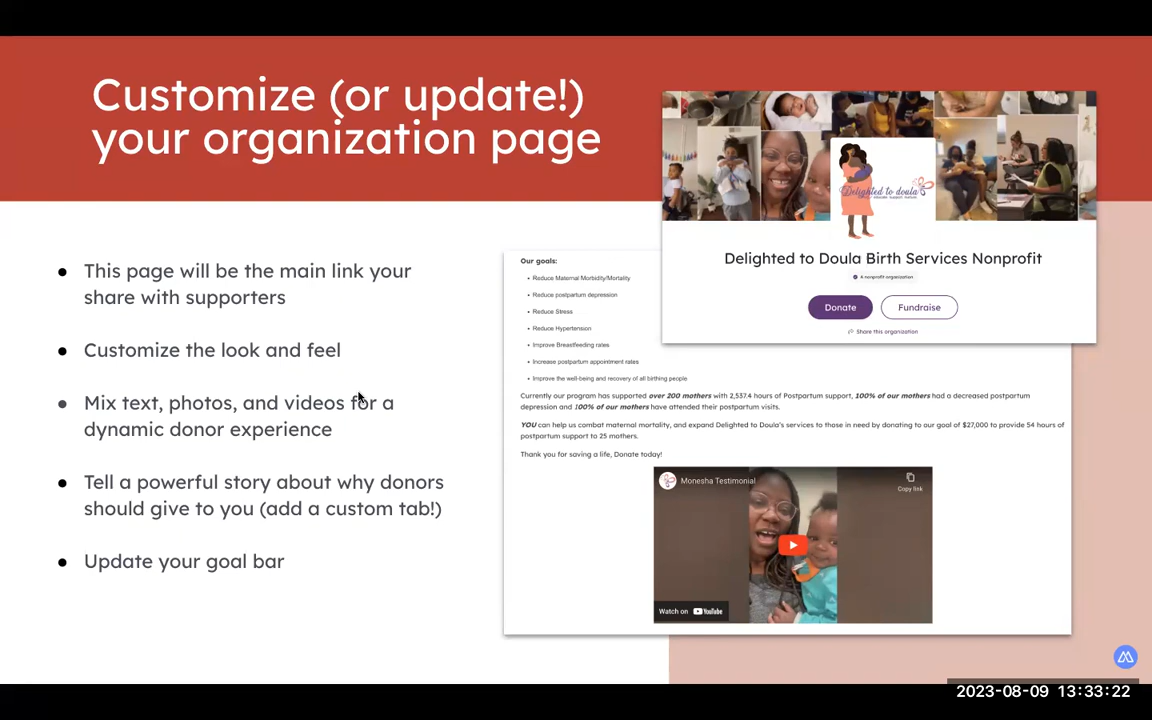 Customize (or update!)
your organization page
• This page will be the main link your
share with supporters
• Customize the look and feel
• Mix text, photos, and videos for a
dynamic donor experience
• Tell a powerful story about why donors
should give to you (add a custom tab!)
• Update your goal bar
Delighted to doula
Delighted to Doula Birth Services Nonprofit
A nonprofit organization
Donate
Fundraise
Share this organization
Our goals:
• Reduce Maternal Morbidity/Mortality
• Reduce postpartum depression
• Reduce Stress
• Reduce Hypertension
• Improve Breastfeeding rates
• Increase postpartum appointment rates
• Improve the well-being and recovery of all birthing people
Currently our program has supported over 200 mothers with 2,537.4 hours of Postpartum support, 100% of our mothers had a decreased postpartum
depression and 100% of our mothers have attended their postpartum visits.
YOU can help us combat maternal mortality, and expand Delighted to Doula's services to those in need by donating to our goal of $27,000 to provide 54 hours of
postpartum support to 25 mothers.
Thank you for saving a life, Donate today!
Monesha Testimonial
Copy link
Watch on YouTube
2023-08-09 13:33:22